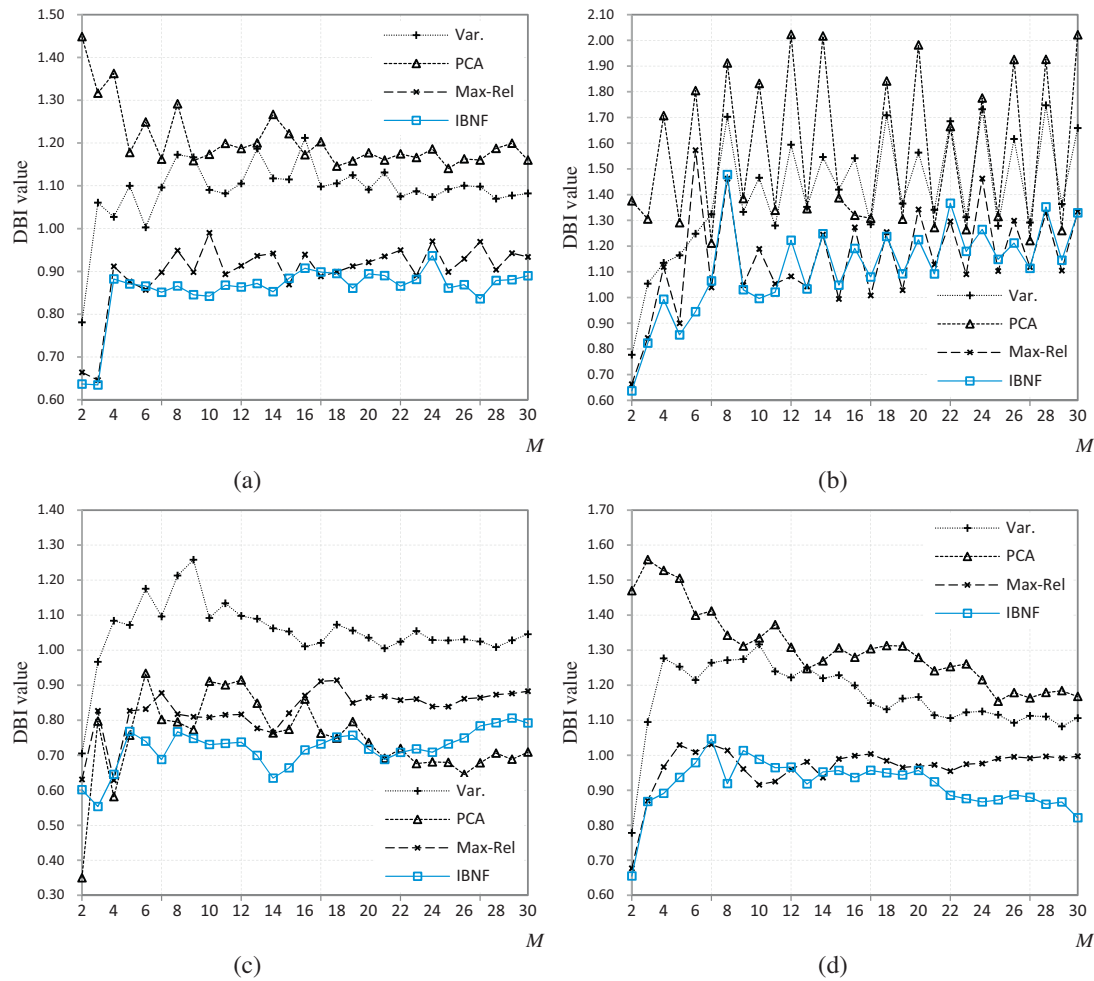 1.50
1.40
1.30
1.20
1.10
1.00
0.90
0.80
0.70
0.60
DBI value
2 4 6 8 10 12 14 16 18 20 22 24 26 28 30
M
Var.
PCA
Max-Rel
IBNF
(a)
2.10
2.00
1.90
1.80
1.70
1.60
1.50
1.40
1.30
1.20
1.10
1.00
0.90
0.80
0.70
0.60
DBI value
2 4 6 8 10 12 14 16 18 20 22 24 26 28 30
M
Var.
PCA
Max-Rel
IBNF
(b)
1.40
1.30
1.20
1.10
1.00
0.90
0.80
0.70
0.60
0.50
0.40
0.30
DBI value
2 4 6 8 10 12 14 16 18 20 22 24 26 28 30
M
Var.
PCA
Max-Rel
IBNF
(c)
1.70
1.60
1.50
1.40
1.30
1.20
1.10
1.00
0.90
0.80
0.70
0.60
DBI value
2 4 6 8 10 12 14 16 18 20 22 24 26 28 30
M
Var.
PCA
Max-Rel
IBNF
(d)